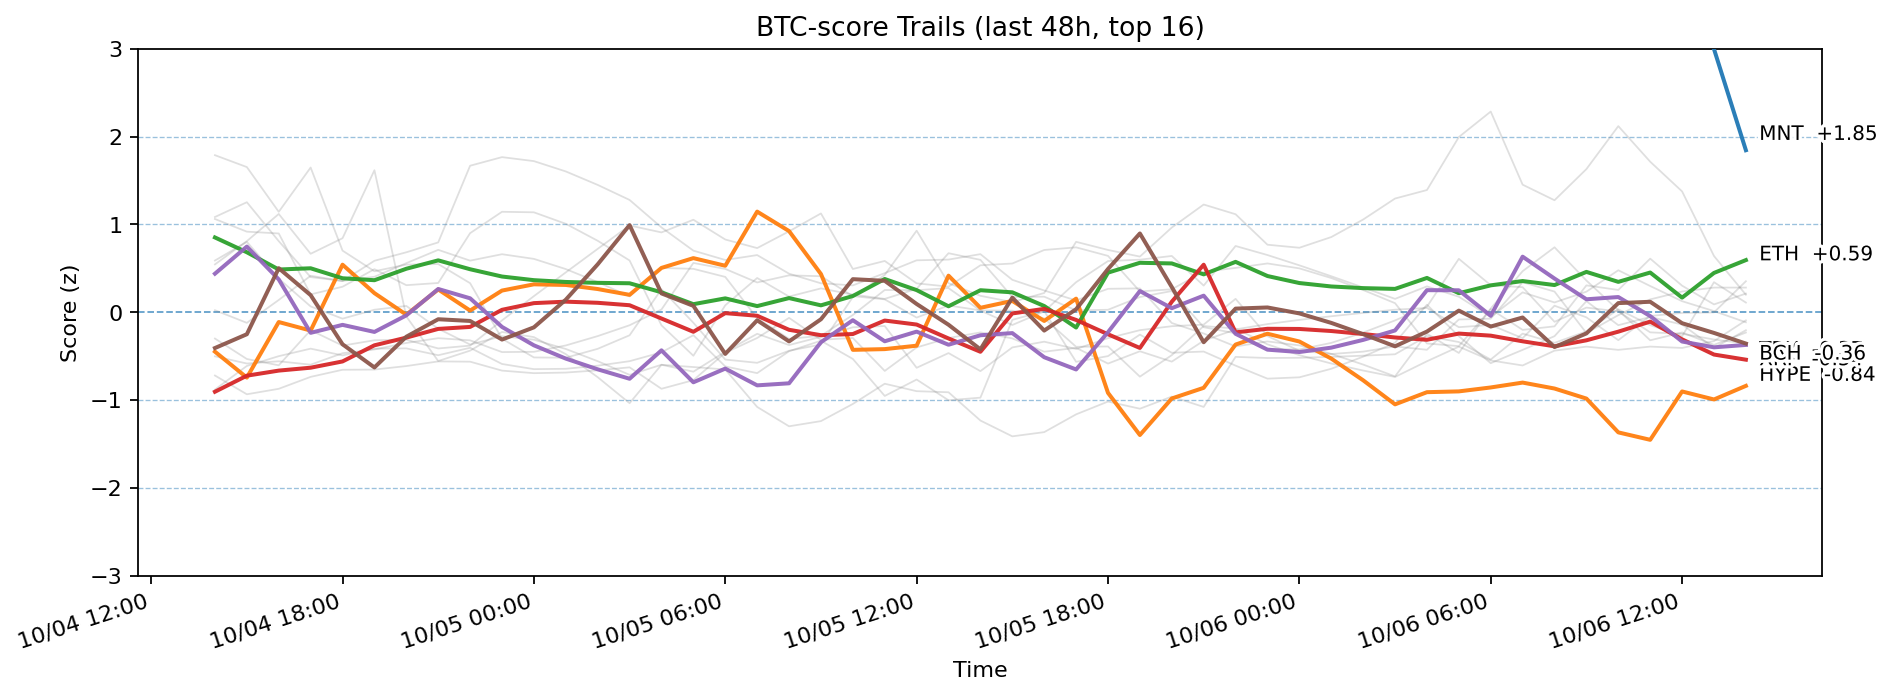 BTC-score Trails (last 48h, top 16)
Score (z)
3
2
1
0
−1
−2
−3
MNT +1.85
ETH +0.59
BCH -0.36
HYPE -0.84
10/04 12:00
10/04 18:00
10/05 00:00
10/05 06:00
10/05 12:00
10/05 18:00
10/06 00:00
10/06 06:00
10/06 12:00
Time